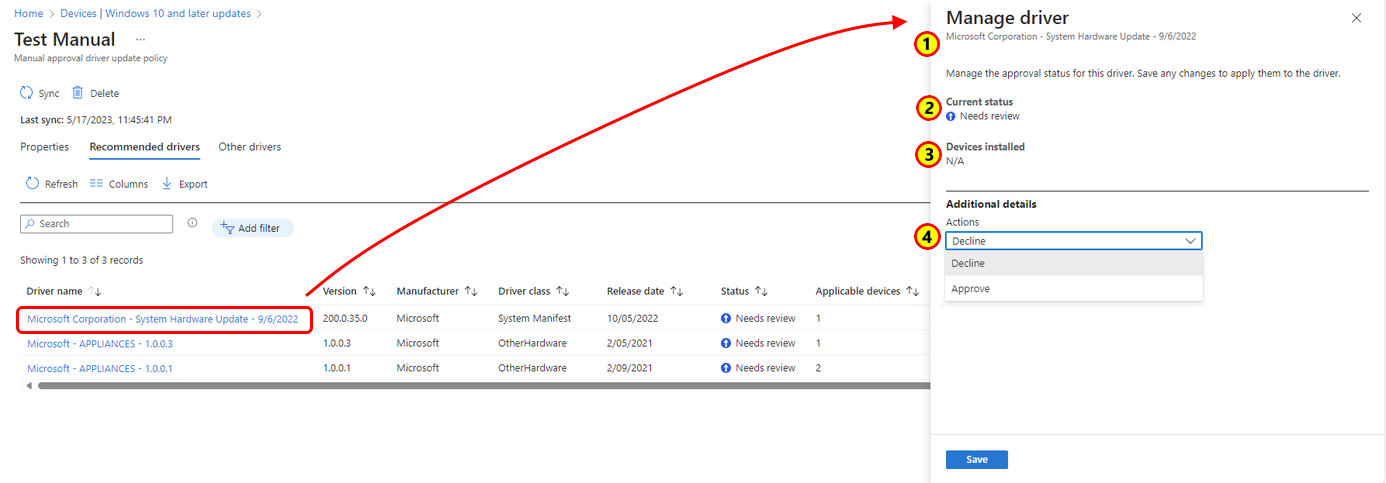 Home > Devices | Windows 10 and later updates >
Test Manual ...
Manual approval driver update policy
Sync Delete
Last sync: 5/17/2023, 11:45:41 PM
Properties Recommended drivers Other drivers
Refresh Columns Export
Search Add filter
Showing 1 to 3 of 3 records
Driver name Version Manufacturer Driver class Release date Status Applicable devices
Microsoft Corporation - System Hardware Update - 9/6/2022 200.0.35.0 Microsoft System Manifest 10/05/2022 Needs review 1
Microsoft - APPLIANCES - 1.0.0.3 1.0.0.3 Microsoft OtherHardware 2/05/2021 Needs review 1
Microsoft - APPLIANCES - 1.0.0.1 1.0.0.1 Microsoft OtherHardware 2/09/2021 Needs review 2
Manage driver
1
Microsoft Corporation - System Hardware Update - 9/6/2022
Manage the approval status for this driver. Save any changes to apply them to the driver.
2
Current status
Needs review
3
Devices installed
N/A
Additional details
Actions
4
Decline
Decline
Approve
Save